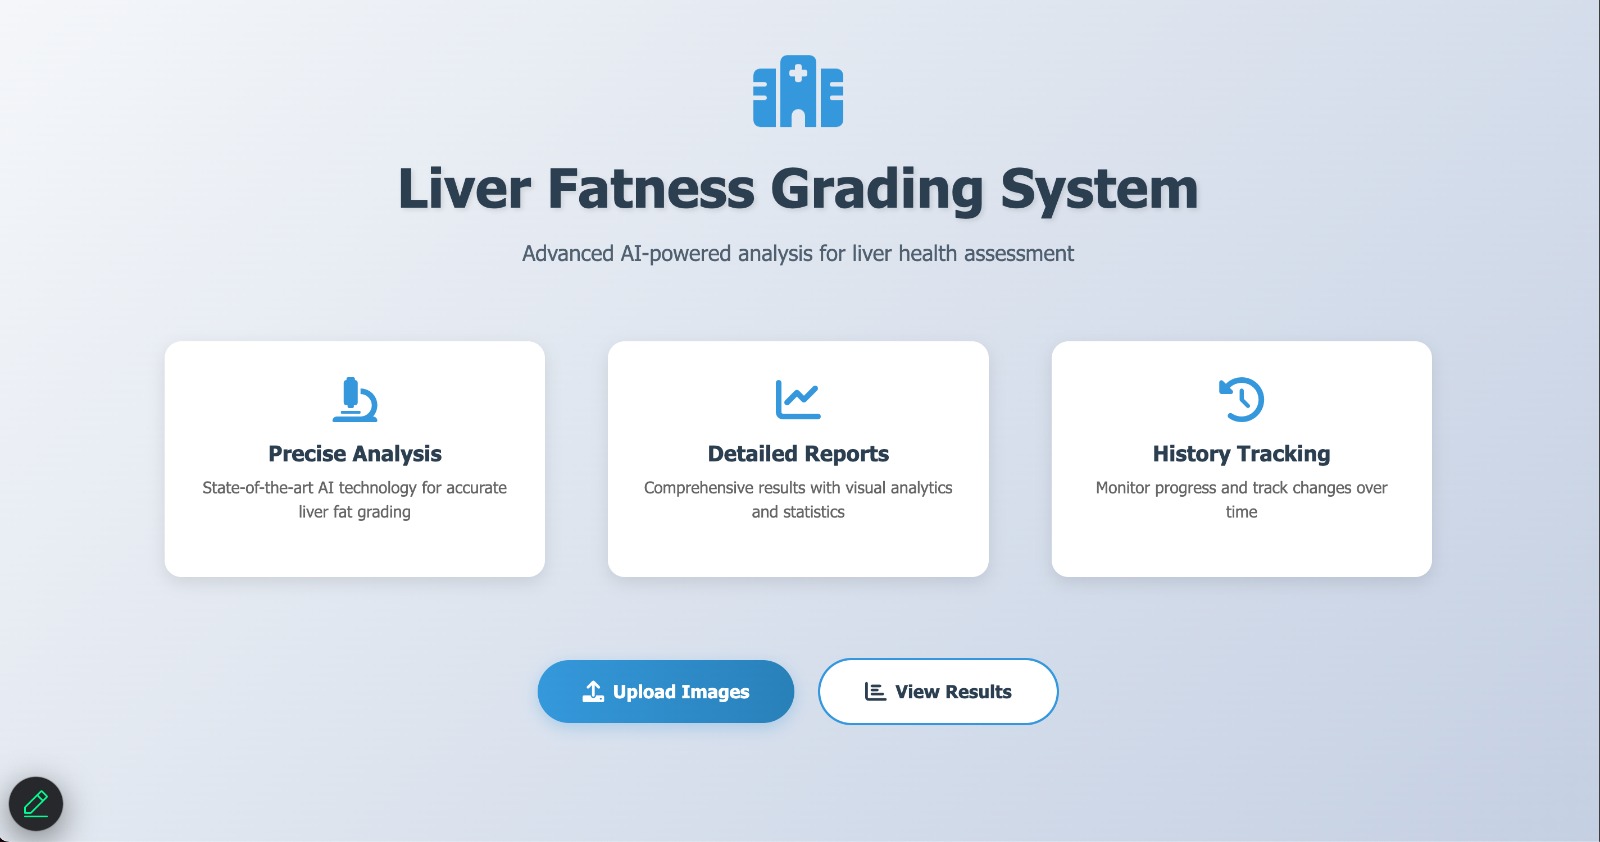 Liver Fatness Grading System
Advanced AI-powered analysis for liver health assessment
Precise Analysis
State-of-the-art AI technology for accurate
liver fat grading
Detailed Reports
Comprehensive results with visual analytics
and statistics
History Tracking
Monitor progress and track changes over
time
Upload Images
View Results